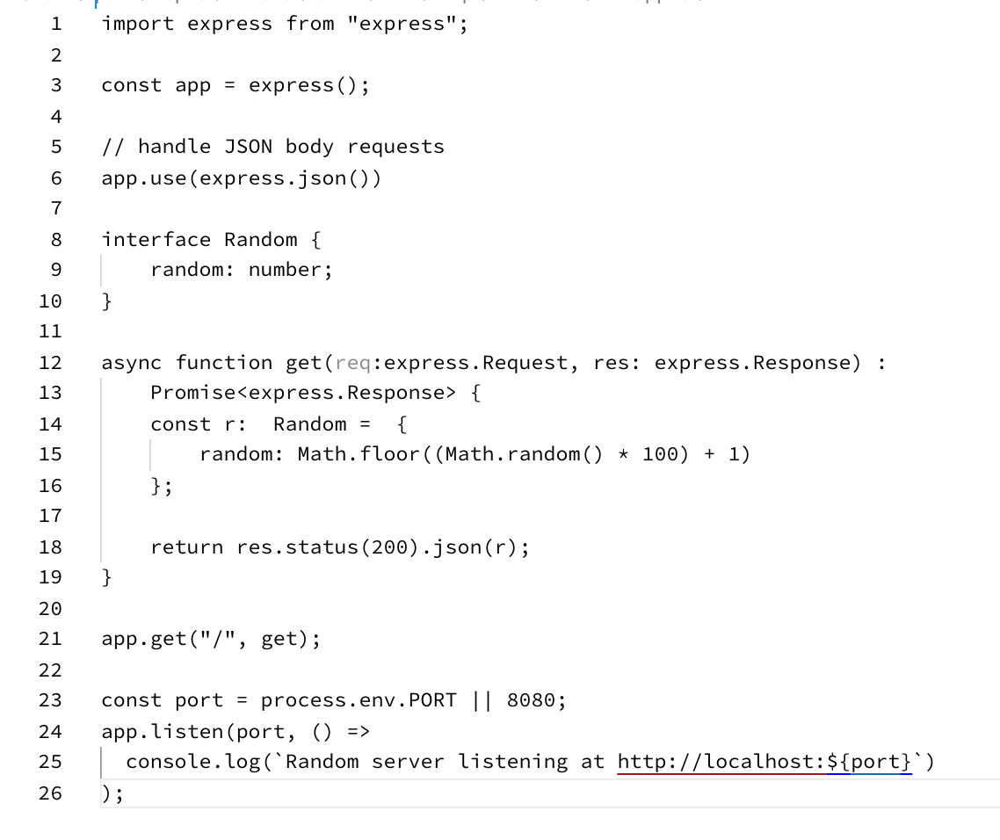 1 import express from "express";
2
3 const app = express();
4
5 // handle JSON body requests
6 app.use(express.json())
7
8 interface Random {
9     random: number;
10 }
11
12 async function get(req:express.Request, res: express.Response) :
13     Promise<express.Response> {
14     const r:  Random =  {
15         random: Math.floor((Math.random() * 100) + 1)
16     };
17
18     return res.status(200).json(r);
19 }
20
21 app.get("/", get);
22
23 const port = process.env.PORT || 8080;
24 app.listen(port, () =>
25   console.log(`Random server listening at http://localhost:${port}`)
26 );